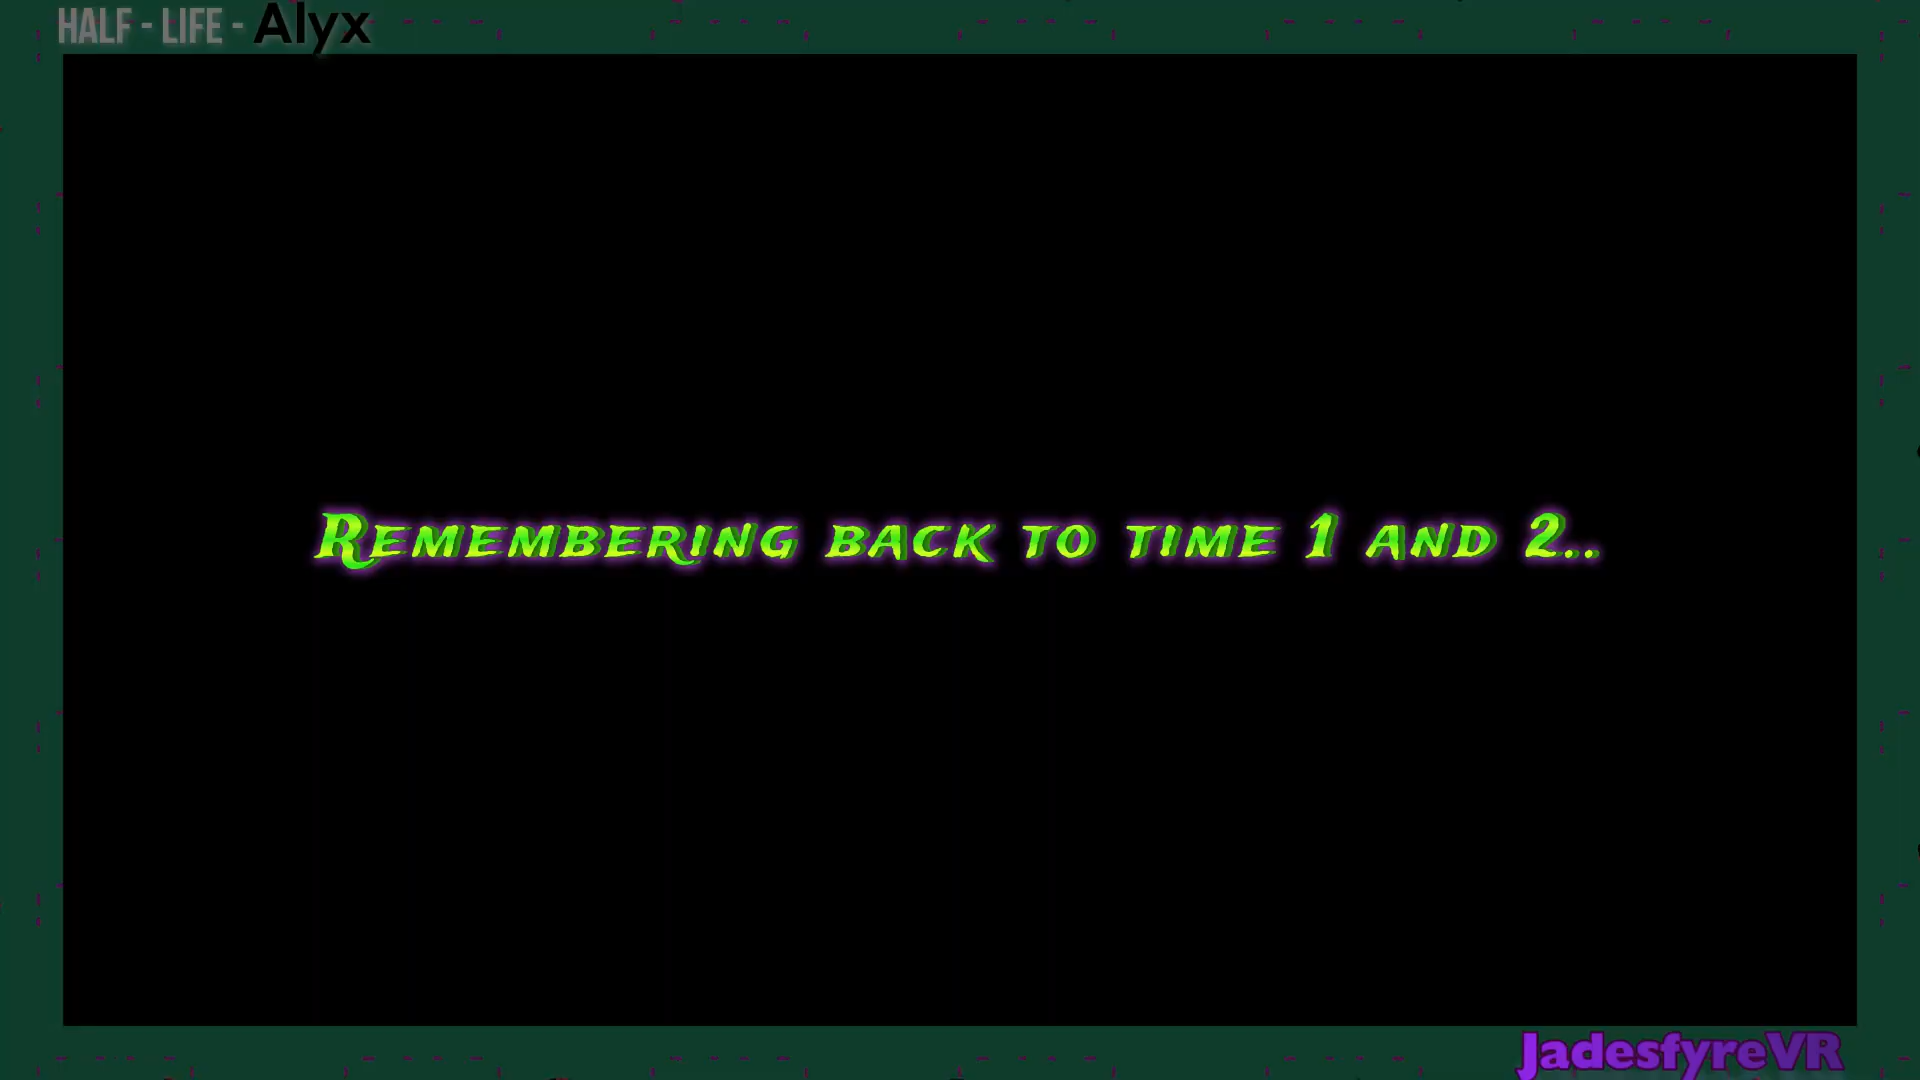 HALF - LIFE - Alyx
Remembering back to time 1 and 2..
JadesfyreVR